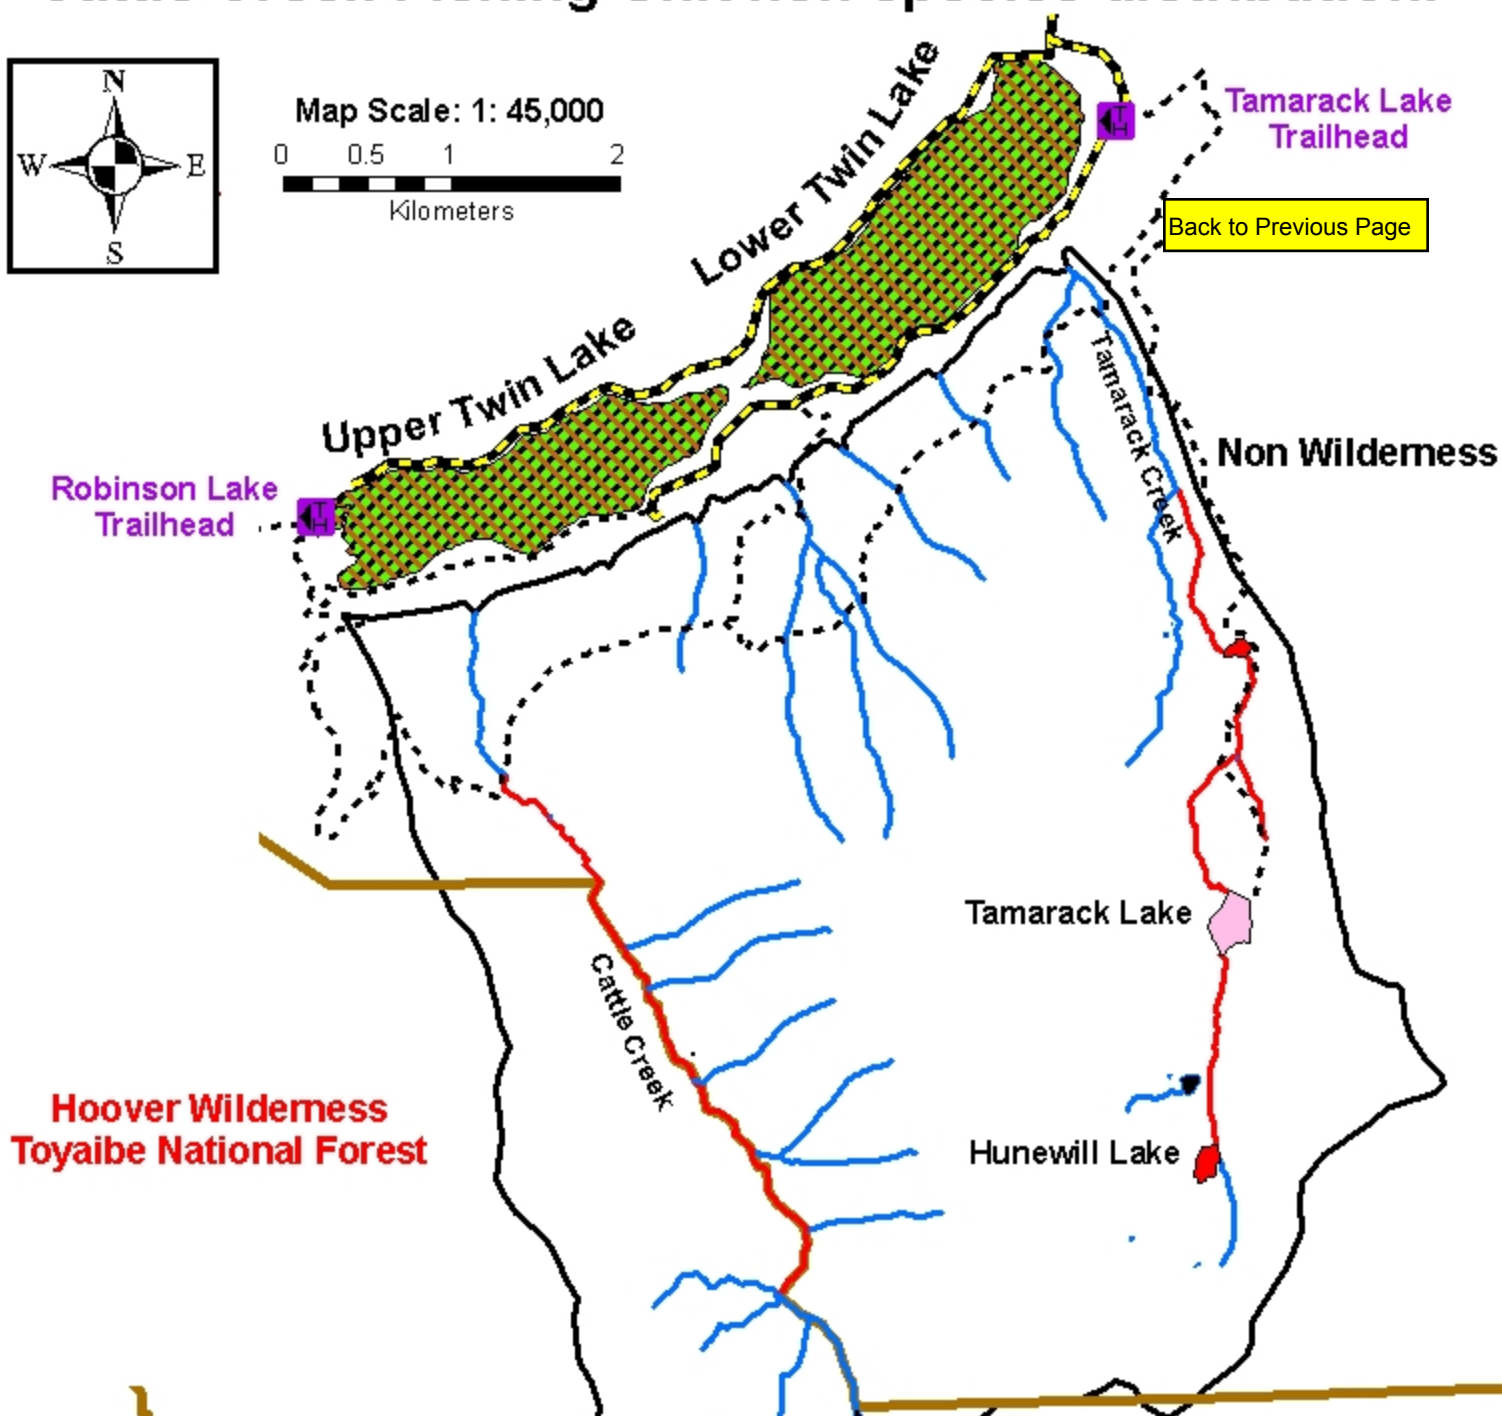 N
W E
S
Map Scale: 1: 45,000
0 0.5 1 2
Kilometers
Lower Twin Lake
Tamarack Lake
Trailhead
TH
Back to Previous Page
Upper Twin Lake
Tamarack Creek
Non Wilderness
Robinson Lake
Trailhead
TH
Tamarack Lake
Cattle Creek
Hoover Wilderness
Toyaibe National Forest
Hunewill Lake